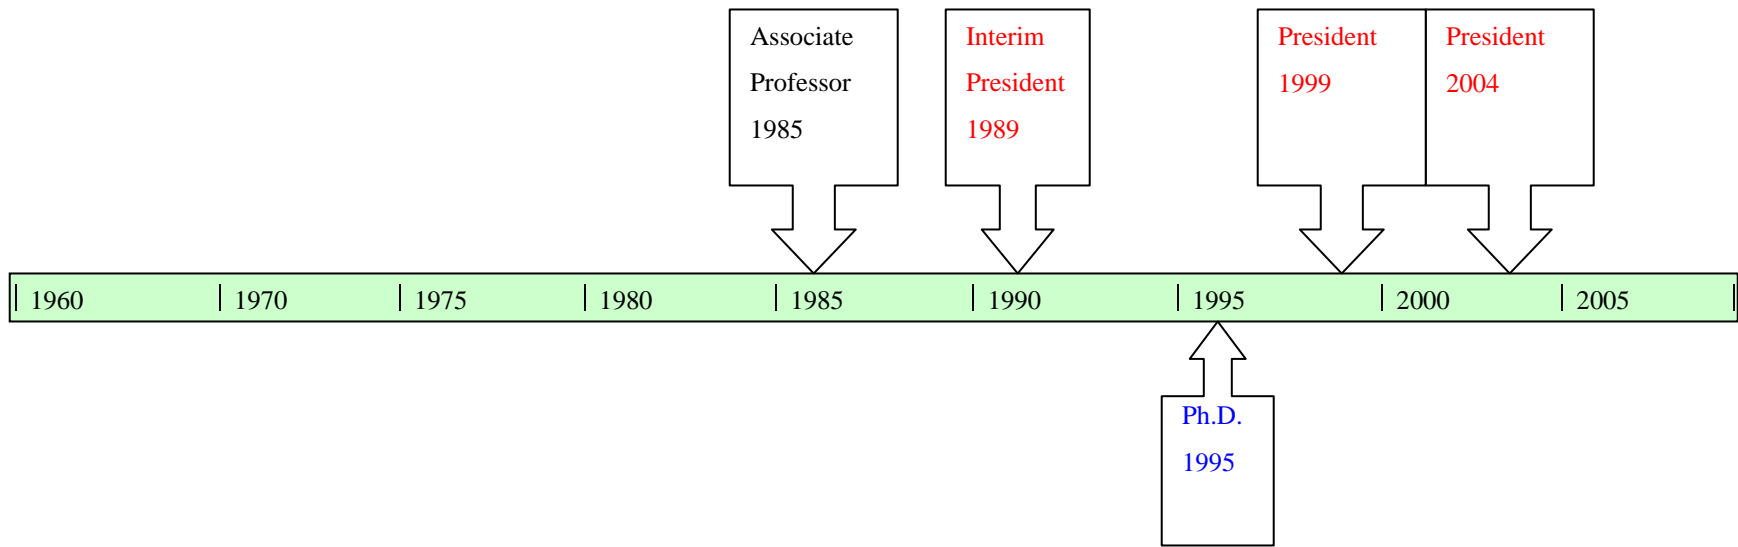 Associate
Professor
1985
Interim
President
1989
President
1999
President
2004
1960 1970 1975 1980 1985 1990 1995 2000 2005
Ph.D.
1995